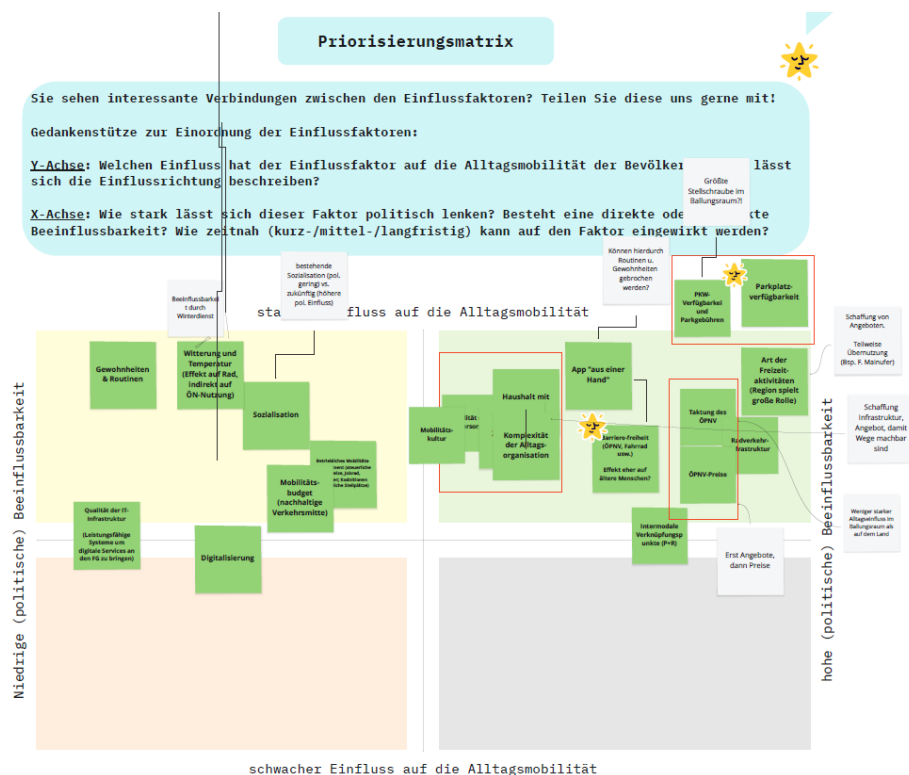 Priorisierungsmatrix
Sie sehen interessante Verbindungen zwischen den Einflussfaktoren? Teilen Sie diese uns gerne mit!
Gedankenstütze zur Einordnung der Einflussfaktoren:
Y-Achse: Welchen Einfluss hat der Einflussfaktor auf die Alltagsmobilität der Bevölker lässt
sich die Einflussrichtung beschreiben?
X-Achse: Wie stark lässt sich dieser Faktor politisch lenken? Besteht eine direkte ode kte
Beeinflussbarkeit? Wie zeitnah (kurz-/mittel-/langfristig) kann auf den Faktor eingewirkt werden?
Größte
Stellschraube im
Ballungsraum?!
bestehende
Sozialisation (pol.
gering) vs.
zukünftig (höhere
pol. Einfluss)
Können hierdurch
Routinen u.
Gewohnheiten
gebrochen
werden?
Beeinflussbarkei
t durch
Winterdienst
sta fluss auf die Alltagsmobilität
PKW-
Verfügbarkei
und
Parkgebühren
Parkplatz-
verfügbarkeit
Schaffung von
Angeboten,
Teilweise
Übernutzung
(Bsp. F. Mainufer)
Gewohnheiten
& Routinen
Witterung und
Temperatur
(Effekt auf Rad,
indirekt auf
ÖN-Nutzung)
Sozialisation
App "aus einer
Hand"
Art der
Freizeit-
aktivitäten
(Region spielt
große Rolle)
Mobilitäts-
kultur
Haushalt mit
Komplexität
der Alltags-
organisation
Barriere-freiheit
(ÖPNV, Fahrrad
usw.)
Effekt eher auf
ältere Menschen?
Taktung des
ÖPNV
Radverkehr-
frastruktur
ÖPNV-Preise
Schaffung
Infrastruktur,
Angebot, damit
Wege machbar
sind
Mobilitäts-
budget
(nachhaltige
Verkehrsmitte)
Qualität der IT-
Infrastruktur
(Leistungsfähige
Systeme um
digitale Services an
den FG zu bringen)
Digitalisierung
Intermodale
Verknüpfungsp
unkte (P+R)
Erst Angebote,
dann Preise
Weniger starker
Alltageinfluss im
Ballungsraum als
auf dem Land
Niedrige (politische) Beeinflussbarkeit
hohe (politische) Beeinflussbarkeit
schwacher Einfluss auf die Alltagsmobilität